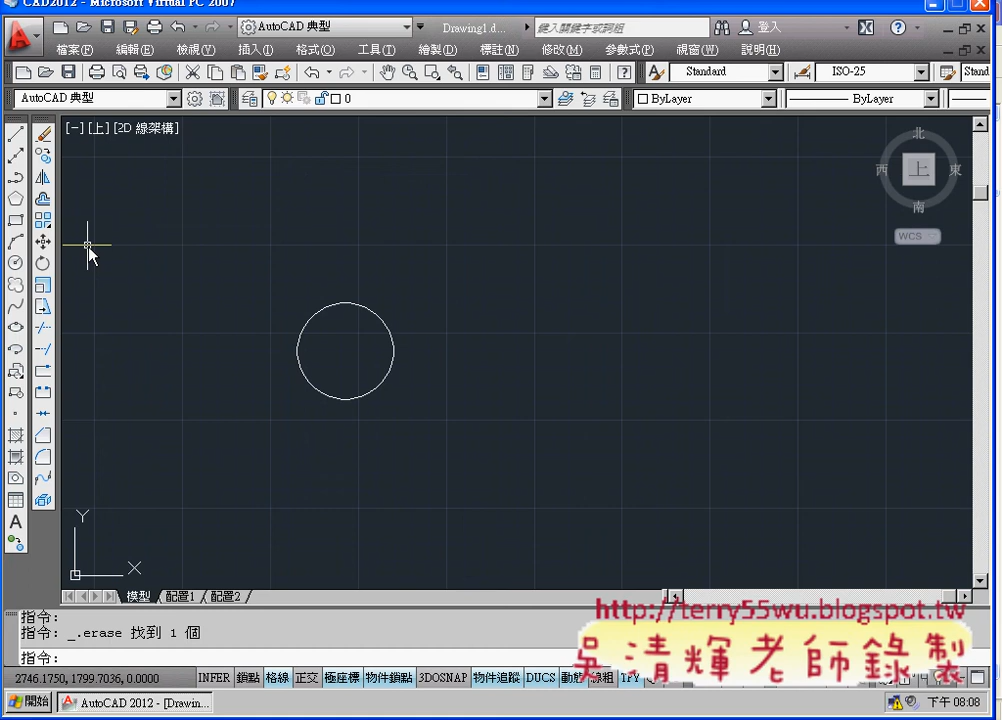 CAD2012 - Microsoft Virtual PC 2007
AutoCAD 典型
Drawing1.d...
鍵入關鍵字或詞組
登入
檔案(F) 編輯(E) 檢視(V) 插入(I) 格式(O) 工具(T) 繪製(D) 標註(N) 修改(M) 參數式(P) 視窗(W) 說明(H)
Standard ISO-25 Stand
AutoCAD 典型 0 ByLayer ByLayer
[−] [上] [2D 線架構]
北
西 上 東
南
WCS
Y
X
模型 配置1 配置2
指令:
指令: _.erase 找到 1 個
指令:
http://terry55wu.blogspot.tw
吳清輝老師錄製
2746.1750, 1799.7036, 0.0000 INFER 鎖點 格線 正交 極座標 物件鎖點 3DOSNAP 物件追蹤 DUCS
開始 AutoCAD 2012 - [Drawin... 下午 08:08